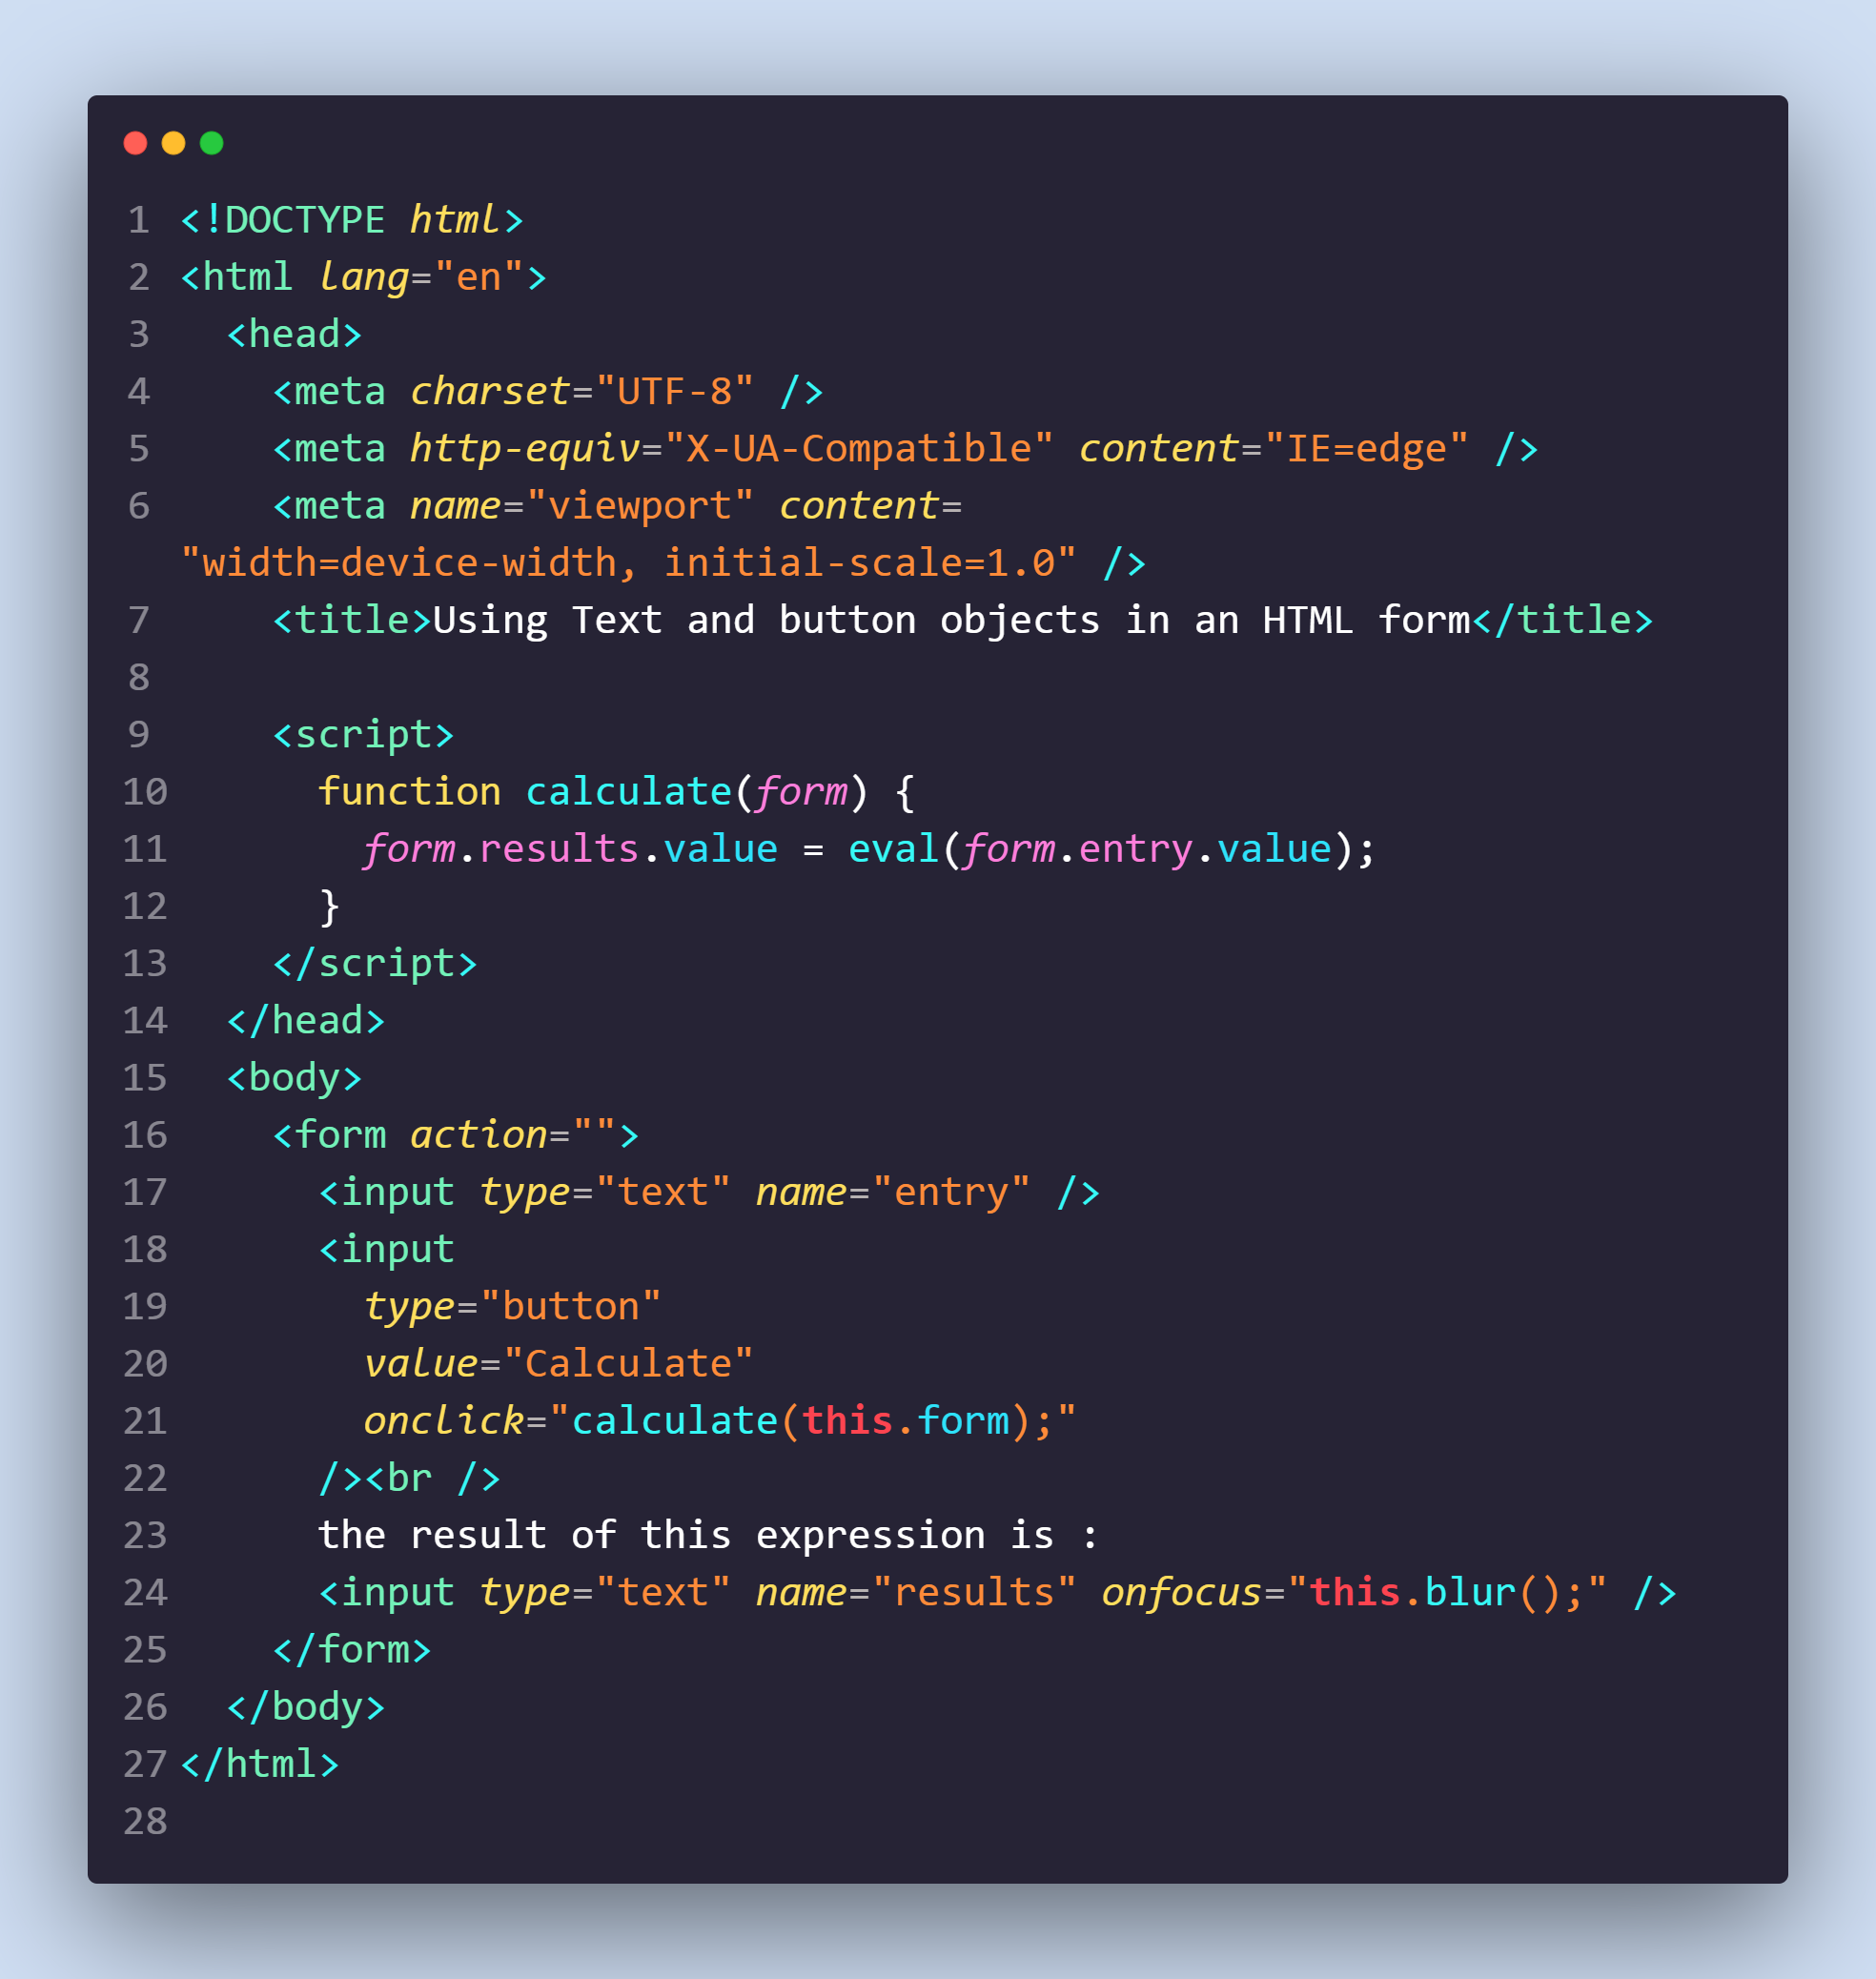 1 <!DOCTYPE html>
2 <html lang="en">
3   <head>
4     <meta charset="UTF-8" />
5     <meta http-equiv="X-UA-Compatible" content="IE=edge" />
6     <meta name="viewport" content=
"width=device-width, initial-scale=1.0" />
7     <title>Using Text and button objects in an HTML form</title>
8
9     <script>
10       function calculate(form) {
11         form.results.value = eval(form.entry.value);
12       }
13     </script>
14   </head>
15   <body>
16     <form action="">
17       <input type="text" name="entry" />
18       <input
19         type="button"
20         value="Calculate"
21         onclick="calculate(this.form);"
22       /><br />
23       the result of this expression is :
24       <input type="text" name="results" onfocus="this.blur();" />
25     </form>
26   </body>
27 </html>
28